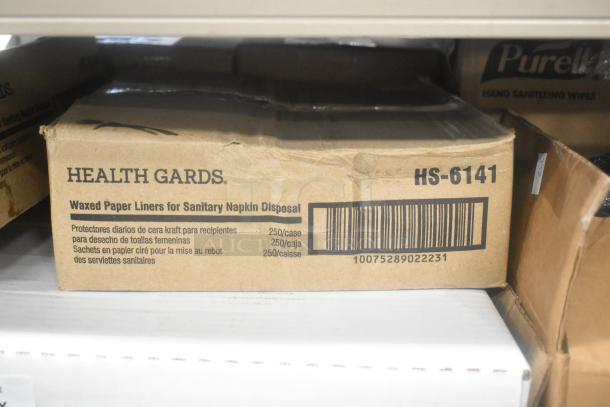 Purell
HAND SANITIZING WIPES
HEALTH GARDS.
HS-6141
Waxed Paper Liners for Sanitary Napkin Disposal
Protectores diarios de cera kraft para recipientes 250/case
para desecho de toallas femeninas 250/caja
Sachets en papier ciré pour la mise au rebut 250/caisse
des serviettes sanitaires
10075289022231